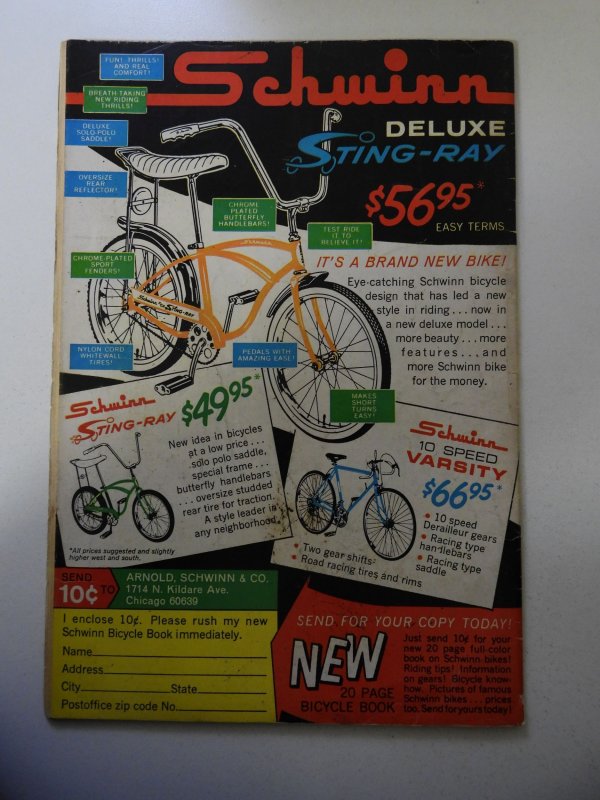 Schwinn
DELUXE
STING-RAY
$56.95*
EASY TERMS
FUN! THRILLS!
AND REAL
COMFORT!
BREATH-TAKING
NEW RIDING
THRILLS!
DELUXE
SOLO-POLO
SADDLE!
OVERSIZE
REAR
REFLECTOR!
CHROME
PLATED
BUTTERFLY
HANDLEBARS!
TEST RIDE
IT TO
BELIEVE IT!
CHROME-PLATED
SPORT
FENDERS!
Schwinn
Schwinn Sting-Ray
NYLON CORD
WHITEWALL
TIRES!
PEDALS WITH
AMAZING EASE!
MAKES
SHORT
TURNS
EASY!
IT'S A BRAND NEW BIKE!
Eye-catching Schwinn bicycle
design that has led a new
style in riding...now in
a new deluxe model...
more beauty...more
features...and
more Schwinn bike
for the money.
Schwinn
STING-RAY
$49.95*
New idea in bicycles
at a low price...
solo polo saddle,
special frame...
butterfly handlebars
...oversize studded
rear tire for traction.
A style leader in
any neighborhood.
*All prices suggested and slightly
higher west and south.
Schwinn
10 SPEED
VARSITY
$66.95*
• 10 speed
Derailleur gears
• Racing type
handlebars
• Racing type
saddle
• Two gear shifts
• Road racing tires and rims
SEND
10¢ TO
ARNOLD, SCHWINN & CO.
1714 N. Kildare Ave.
Chicago 60639
I enclose 10¢. Please rush my new
Schwinn Bicycle Book immediately.
Name
Address
City State
Postoffice zip code No.
SEND FOR YOUR COPY TODAY!
NEW
20 PAGE
BICYCLE BOOK
Just send 10¢ for your
new 20 page full-color
book on Schwinn bikes!
Riding tips! Information
on gears! Bicycle know-
how. Pictures of famous
Schwinn bikes...prices
too. Send for yours today!